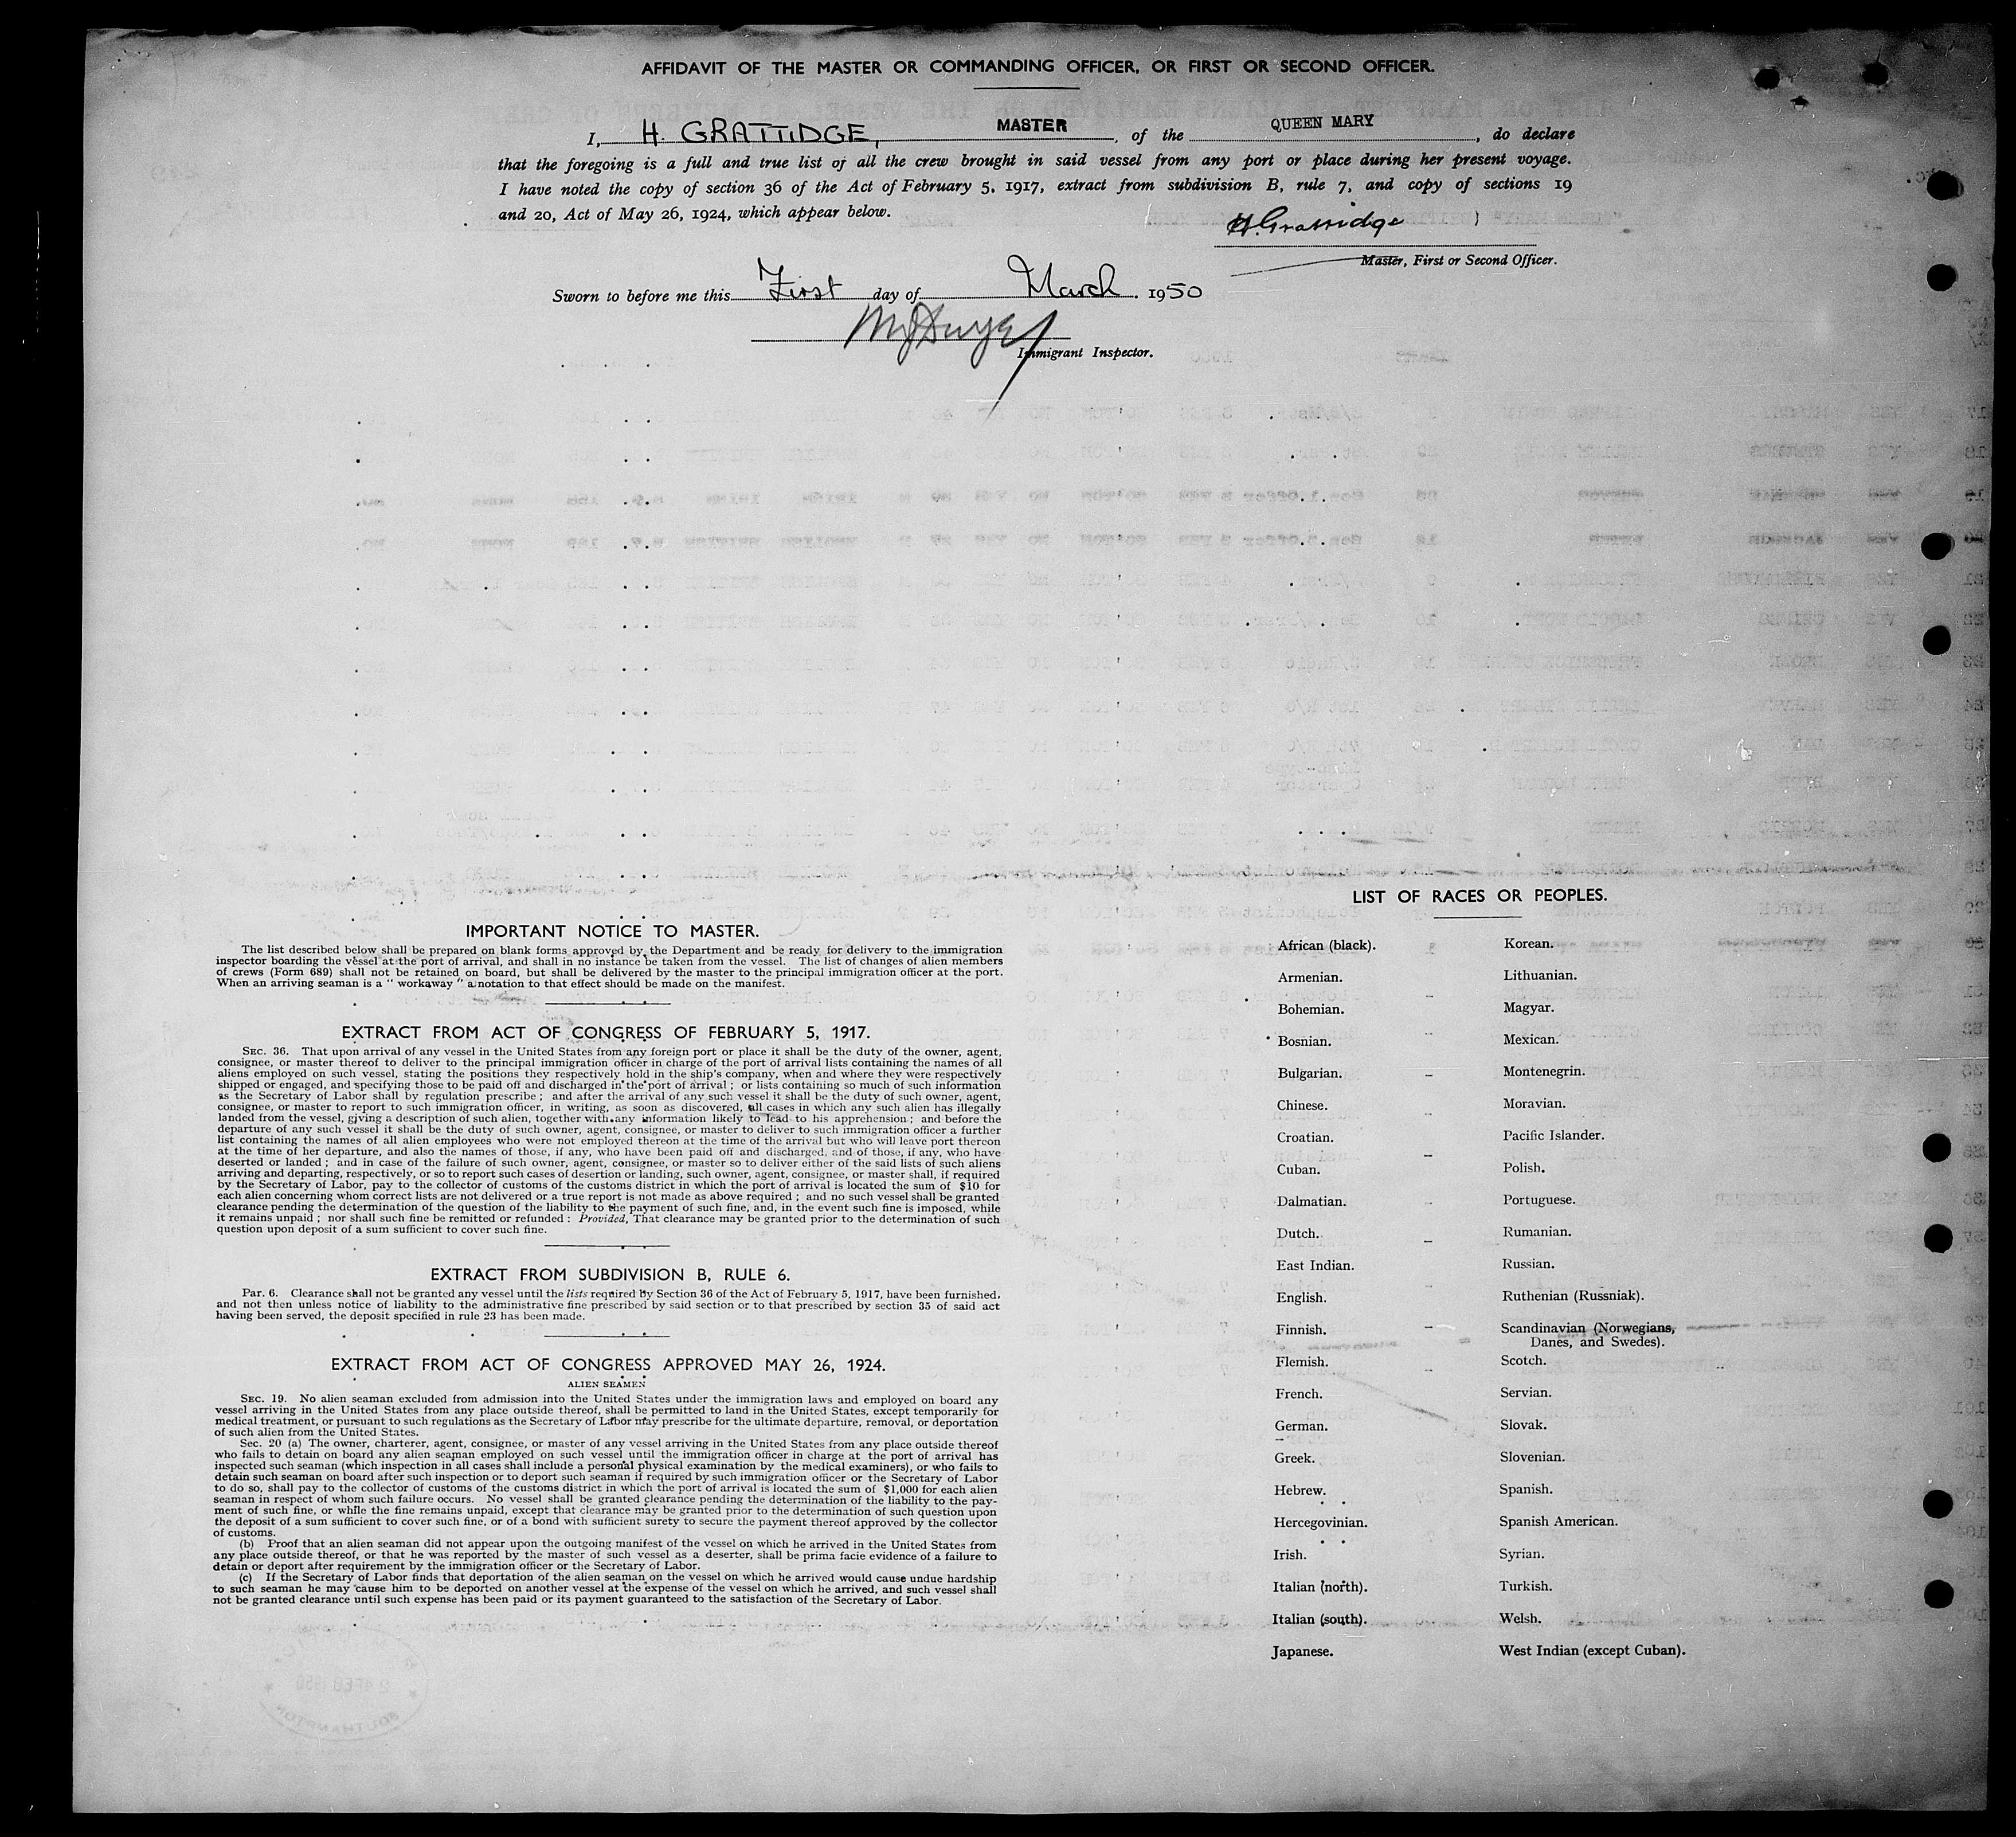 AFFIDAVIT OF THE MASTER OR COMMANDING OFFICER, OR FIRST OR SECOND OFFICER.
I, H. GRATTIDGE, MASTER, of the QUEEN MARY, do declare
that the foregoing is a full and true list of all the crew brought in said vessel from any port or place during her present voyage.
I have noted the copy of section 36 of the Act of February 5, 1917, extract from subdivision B, rule 7, and copy of sections 19
and 20, Act of May 26, 1924, which appear below.
H. Grattidge
Master, First or Second Officer.
Sworn to before me this First day of March, 1950
Immigrant Inspector.
IMPORTANT NOTICE TO MASTER.
The list described below shall be prepared on blank forms approved by the Department and be ready for delivery to the immigration
inspector boarding the vessel at the port of arrival, and shall in no instance be taken from the vessel. The list of changes of alien members
of crews (Form 689) shall not be retained on board, but shall be delivered by the master to the principal immigration officer at the port.
When an arriving seaman is a " workaway " a notation to that effect should be made on the manifest.
EXTRACT FROM ACT OF CONGRESS OF FEBRUARY 5, 1917.
SEC. 36. That upon arrival of any vessel in the United States from any foreign port or place it shall be the duty of the owner, agent,
consignee, or master thereof to deliver to the principal immigration officer in charge of the port of arrival lists containing the names of all
aliens employed on such vessel, stating the positions they respectively hold in the ship's company, when and where they were respectively
shipped or engaged, and specifying those to be paid off and discharged in the port of arrival ; or lists containing so much of such information
as the Secretary of Labor shall by regulation prescribe ; and after the arrival of any such vessel it shall be the duty of such owner, agent,
consignee, or master to report to such immigration officer, in writing, as soon as discovered, all cases in which any such alien has illegally
landed from the vessel, giving a description of such alien, together with any information likely to lead to his apprehension ; and before the
departure of any such vessel it shall be the duty of such owner, agent, consignee, or master to deliver to such immigration officer a further
list containing the names of all alien employees who were not employed thereon at the time of the arrival but who will leave port thereon
at the time of her departure, and also the names of those, if any, who have been paid off and discharged, and of those, if any, who have
deserted or landed ; and in case of the failure of such owner, agent, consignee, or master so to deliver either of the said lists of such aliens
arriving and departing, respectively, or so to report such cases of desertion or landing, such owner, agent, consignee, or master shall, if required
by the Secretary of Labor, pay to the collector of customs of the customs district in which the port of arrival is located the sum of $10 for
each alien concerning whom correct lists are not delivered or a true report is not made as above required ; and no such vessel shall be granted
clearance pending the determination of the question of the liability to the payment of such fine, and, in the event such fine is imposed, while
it remains unpaid ; nor shall such fine be remitted or refunded : Provided, That clearance may be granted prior to the determination of such
question upon deposit of a sum sufficient to cover such fine.
EXTRACT FROM SUBDIVISION B, RULE 6.
Par. 6. Clearance shall not be granted any vessel until the lists required by Section 36 of the Act of February 5, 1917, have been furnished,
and not then unless notice of liability to the administrative fine prescribed by said section or to that prescribed by section 35 of said act
having been served, the deposit specified in rule 23 has been made.
EXTRACT FROM ACT OF CONGRESS APPROVED MAY 26, 1924.
ALIEN SEAMEN
SEC. 19. No alien seaman excluded from admission into the United States under the immigration laws and employed on board any
vessel arriving in the United States from any place outside thereof, shall be permitted to land in the United States, except temporarily for
medical treatment, or pursuant to such regulations as the Secretary of Labor may prescribe for the ultimate departure, removal, or deportation
of such alien from the United States.
Sec. 20 (a) The owner, charterer, agent, consignee, or master of any vessel arriving in the United States from any place outside thereof
who fails to detain on board any alien seaman employed on such vessel until the immigration officer in charge at the port of arrival has
inspected such seaman (which inspection in all cases shall include a personal physical examination by the medical examiners), or who fails to
detain such seaman on board after such inspection or to deport such seaman if required by such immigration officer or the Secretary of Labor
to do so, shall pay to the collector of customs of the customs district in which the port of arrival is located the sum of $1,000 for each alien
seaman in respect of whom such failure occurs. No vessel shall be granted clearance pending the determination of the liability to the pay-
ment of such fine, or while the fine remains unpaid, except that clearance may be granted prior to the determination of such question upon
the deposit of a sum sufficient to cover such fine, or of a bond with sufficient surety to secure the payment thereof approved by the collector
of customs.
(b) Proof that an alien seaman did not appear upon the outgoing manifest of the vessel on which he arrived in the United States from
any place outside thereof, or that he was reported by the master of such vessel as a deserter, shall be prima facie evidence of a failure to
detain or deport after requirement by the immigration officer or the Secretary of Labor.
(c) If the Secretary of Labor finds that deportation of the alien seaman on the vessel on which he arrived would cause undue hardship
to such seaman he may cause him to be deported on another vessel at the expense of the vessel on which he arrived, and such vessel shall
not be granted clearance until such expense has been paid or its payment guaranteed to the satisfaction of the Secretary of Labor.
LIST OF RACES OR PEOPLES.
African (black). Korean.
Armenian. Lithuanian.
Bohemian. Magyar.
Bosnian. Mexican.
Bulgarian. Montenegrin.
Chinese. Moravian.
Croatian. Pacific Islander.
Cuban. Polish.
Dalmatian. Portuguese.
Dutch. Rumanian.
East Indian. Russian.
English. Ruthenian (Russniak).
Finnish. Scandinavian (Norwegians,
Danes, and Swedes).
Flemish. Scotch.
French. Servian.
German. Slovak.
Greek. Slovenian.
Hebrew. Spanish.
Hercegovinian. Spanish American.
Irish. Syrian.
Italian (north). Turkish.
Italian (south). Welsh.
Japanese. West Indian (except Cuban).